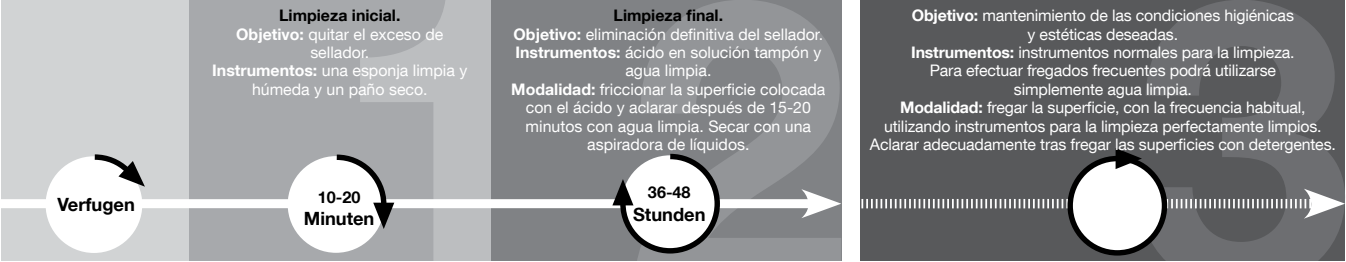 Limpieza inicial.
Objetivo: quitar el exceso de
sellador.
Instrumentos: una esponja limpia y
húmeda y un paño seco.
1
Verfugen
10-20
Minuten
Limpieza final.
Objetivo: eliminación definitiva del sellador.
Instrumentos: ácido en solución tampón y
agua limpia.
Modalidad: friccionar la superficie colocada
con el ácido y aclarar después de 15-20
minutos con agua limpia. Secar con una
aspiradora de líquidos.
2
36-48
Stunden
Objetivo: mantenimiento de las condiciones higiénicas
y estéticas deseadas.
Instrumentos: instrumentos normales para la limpieza.
Para efectuar fregados frecuentes podrá utilizarse
simplemente agua limpia.
Modalidad: fregar la superficie, con la frecuencia habitual,
utilizando instrumentos para la limpieza perfectamente limpios.
Aclarar adecuadamente tras fregar las superficies con detergentes.
3